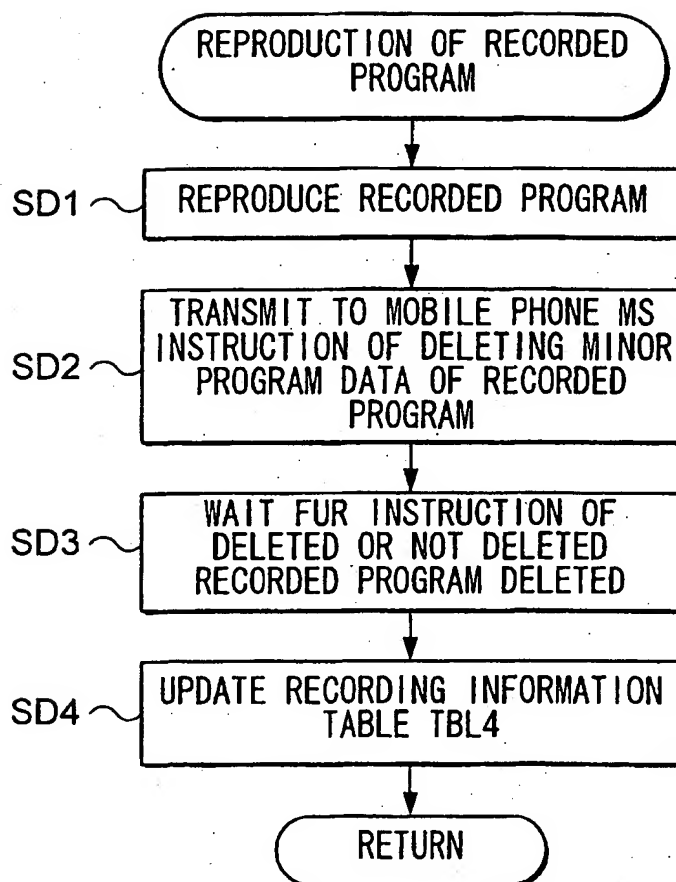 REPRODUCTION OF RECORDED
PROGRAM
SD1
REPRODUCE RECORDED PROGRAM
SD2
TRANSMIT TO MOBILE PHONE MS
INSTRUCTION OF DELETING MINOR
PROGRAM DATA OF RECORDED
PROGRAM
SD3
WAIT FUR INSTRUCTION OF
DELETED OR NOT DELETED
RECORDED PROGRAM DELETED
SD4
UPDATE RECORDING INFORMATION
TABLE TBL4
RETURN